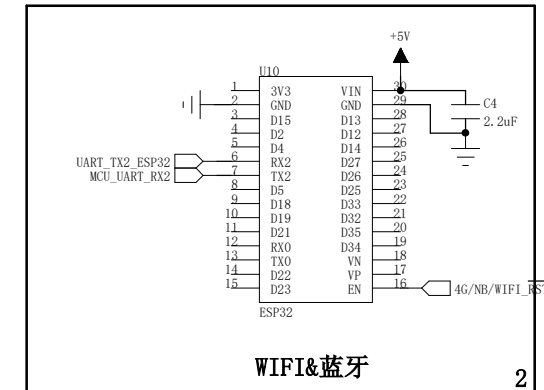 +5V
U10
1 3V3 VIN 30
2 GND GND 29
3 D15 D13 28
4 D2 D12 27
5 D4 D14 26
UART_TX2_ESP32 6 RX2 D27 25
MCU_UART_RX2 7 TX2 D26 24
8 D5 D25 23
9 D18 D33 22
10 D19 D32 21
11 D21 D35 20
12 RX0 D34 19
13 TX0 VN 18
14 D22 VP 17
15 D23 EN 16 4G/NB/WIFI_RST
C4
2.2uF
ESP32
WIFI&蓝牙
2